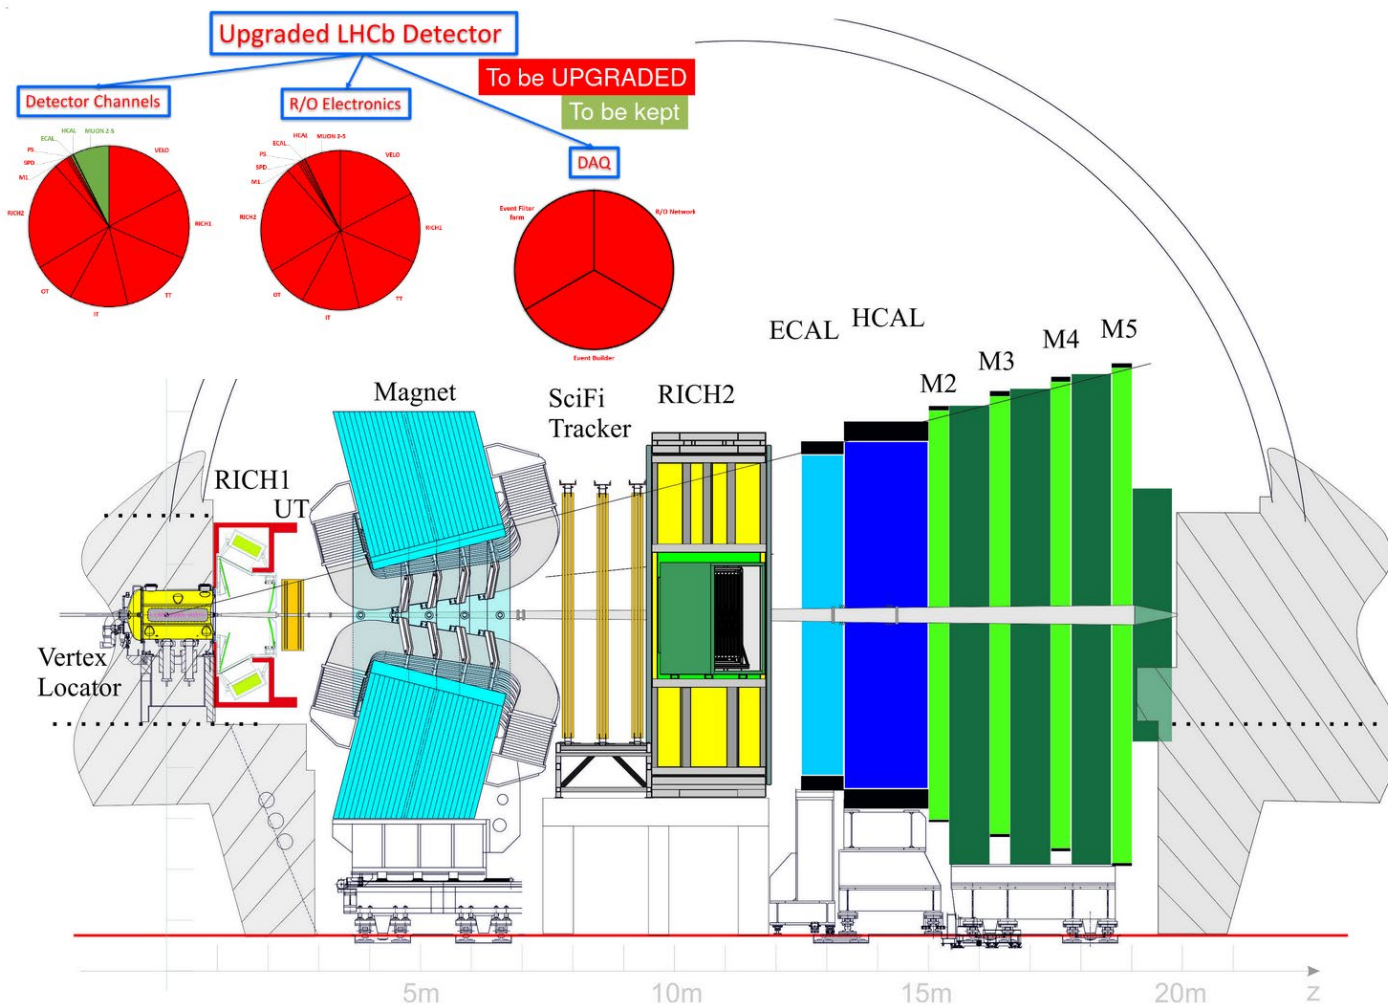 Upgraded LHCb Detector
To be UPGRADED
To be kept
Detector Channels
R/O Electronics
DAQ
MUON 2-5
HCAL
ECAL
PS
SPD
M1
RICH2
OT
IT
TT
RICH1
VELO
MUON 2-5
HCAL
ECAL
PS
SPD
M1
RICH2
OT
IT
TT
RICH1
VELO
Event Filter
farm
R/O Network
Event Builder
ECAL
HCAL
M2
M3
M4
M5
Magnet
SciFi
Tracker
RICH2
RICH1
UT
Vertex
Locator
5m
10m
15m
20m
z